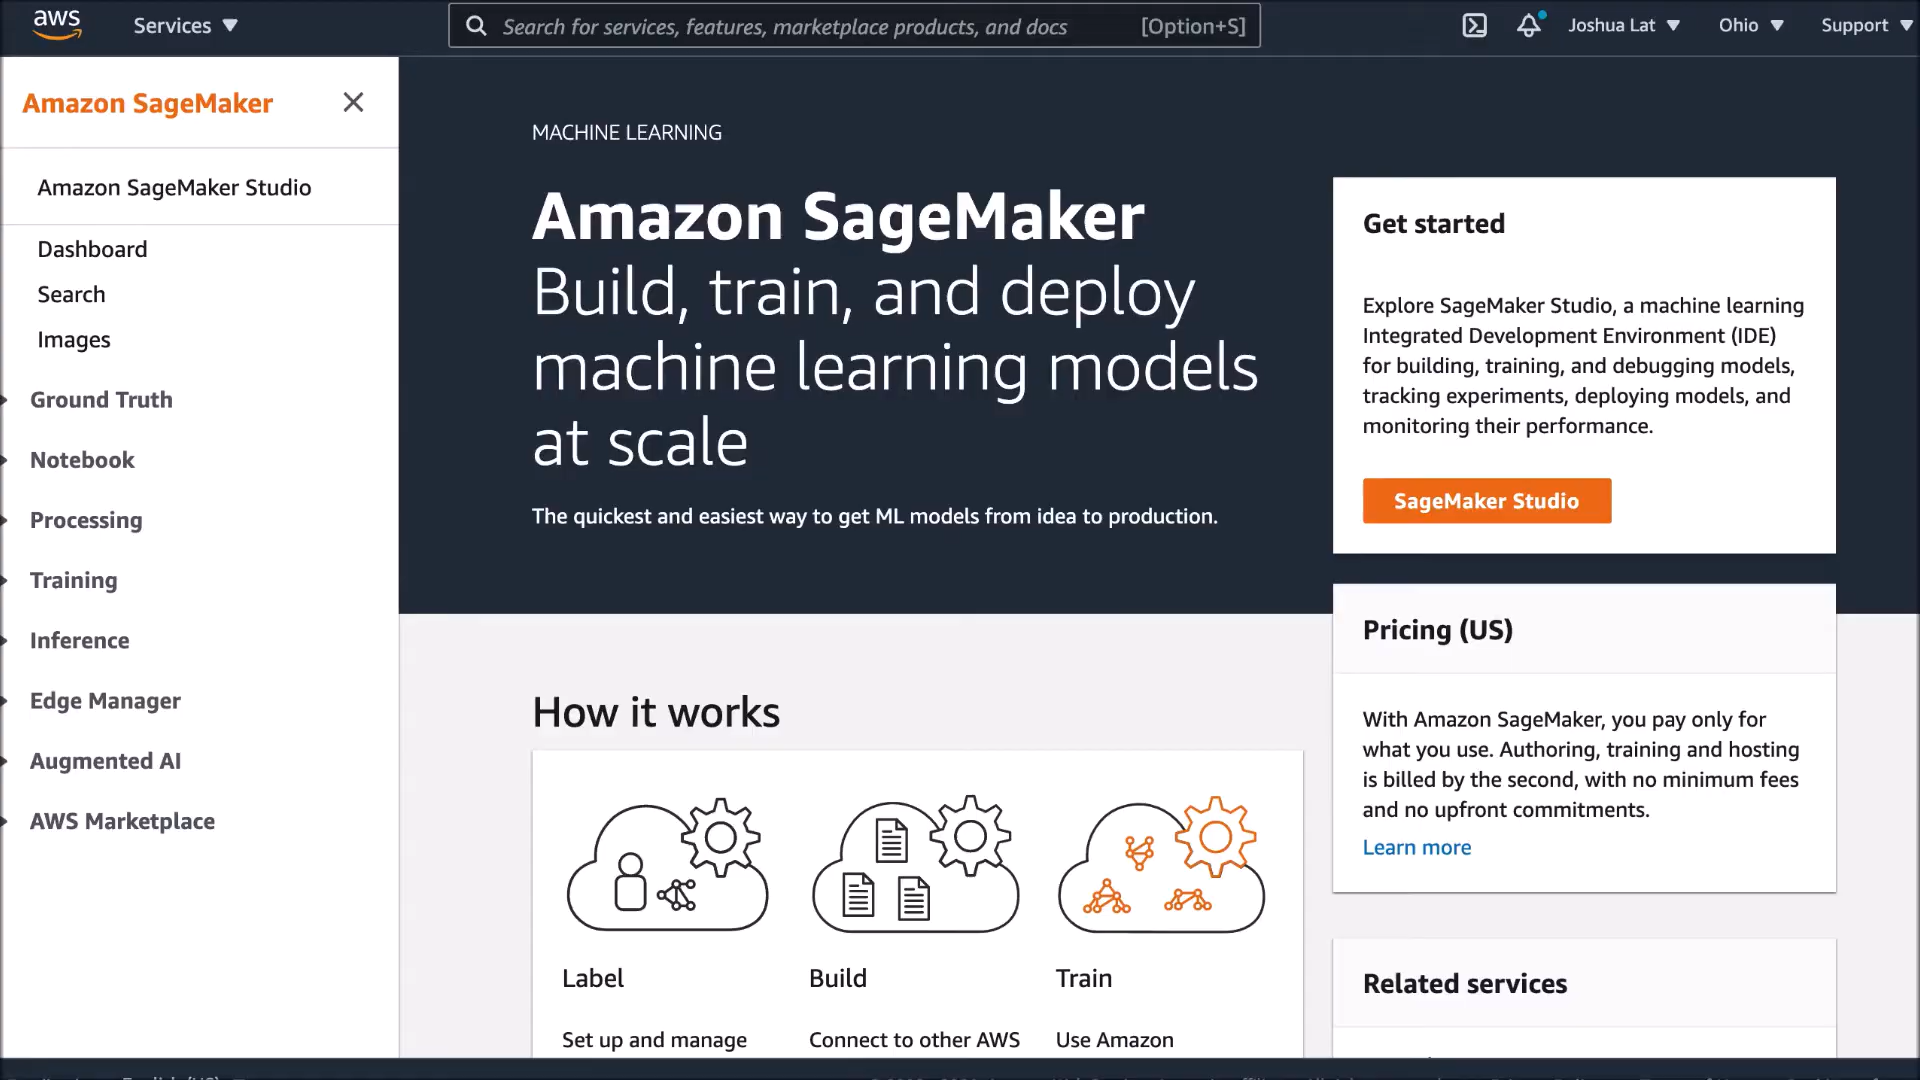 aws
Services
Search for services, features, marketplace products, and docs [Option+S]
Joshua Lat
Ohio
Support
Amazon SageMaker
Amazon SageMaker Studio
Dashboard
Search
Images
Ground Truth
Notebook
Processing
Training
Inference
Edge Manager
Augmented AI
AWS Marketplace
MACHINE LEARNING
Amazon SageMaker
Build, train, and deploy
machine learning models
at scale
The quickest and easiest way to get ML models from idea to production.
Get started
Explore SageMaker Studio, a machine learning
Integrated Development Environment (IDE)
for building, training, and debugging models,
tracking experiments, deploying models, and
monitoring their performance.
SageMaker Studio
Pricing (US)
With Amazon SageMaker, you pay only for
what you use. Authoring, training and hosting
is billed by the second, with no minimum fees
and no upfront commitments.
Learn more
Related services
How it works
Label
Set up and manage
Build
Connect to other AWS
Train
Use Amazon